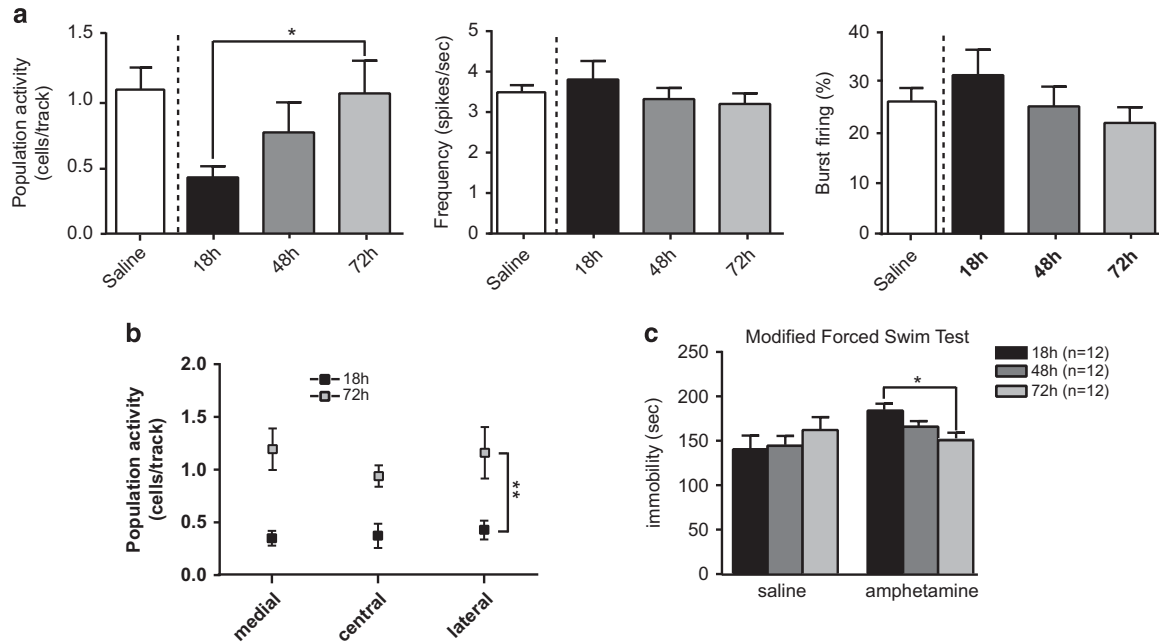 a
Population activity
(cells/track)
1.5
1.0
0.5
0.0
*
Saline
18h
48h
72h
Frequency (spikes/sec)
5
4
3
2
1
0
Saline
18h
48h
72h
Burst firing (%)
40
30
20
10
0
Saline
18h
48h
72h
b
Population activity
(cells/track)
2.0
1.5
1.0
0.5
0.0
18h
72h
**
medial
central
lateral
c
Modified Forced Swim Test
immobility (sec)
250
200
150
100
50
0
18h (n=12)
48h (n=12)
72h (n=12)
*
saline
amphetamine